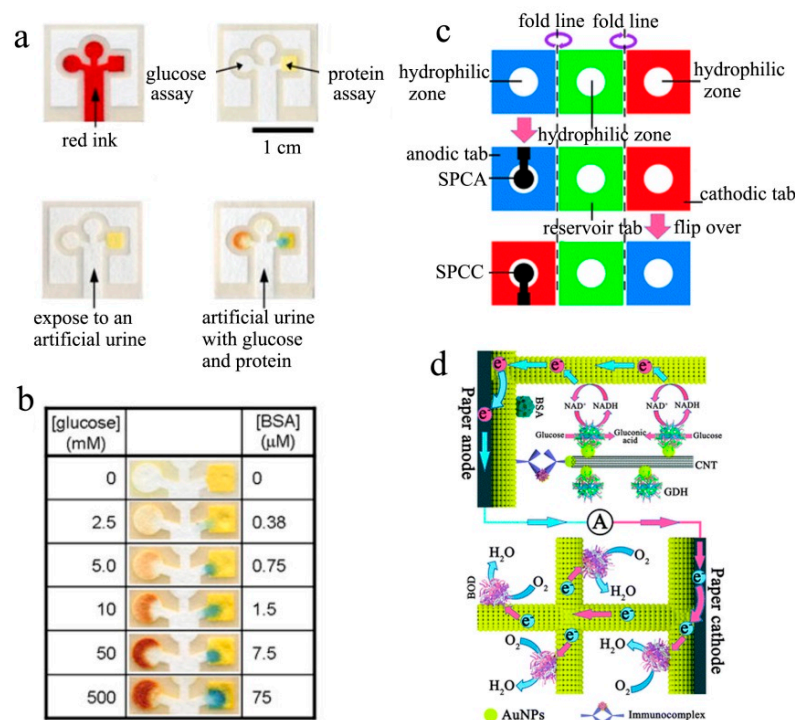 a
glucose assay
protein assay
red ink
1 cm
expose to an
artificial urine
artificial urine
with glucose
and protein
b
[glucose]
(mM)
[BSA]
(µM)
0 0
2.5 0.38
5.0 0.75
10 1.5
50 7.5
500 75
c
fold line fold line
hydrophilic
zone
hydrophilic
zone
hydrophilic zone
anodic tab
SPCA
cathodic tab
reservoir tab
flip over
SPCC
d
Paper anode
e⁻ e⁻ e⁻
e⁻
BSA
NAD⁺ NADH NAD⁺ NADH
Glucose Gluconic acid Glucose
CNT
GDH
A
H₂O
O₂
BOD
O₂
H₂O
e⁻
e⁻
e⁻
e⁻
e⁻
Paper cathode
O₂
H₂O
e⁻
e⁻
H₂O
O₂
AuNPs
Immunocomplex